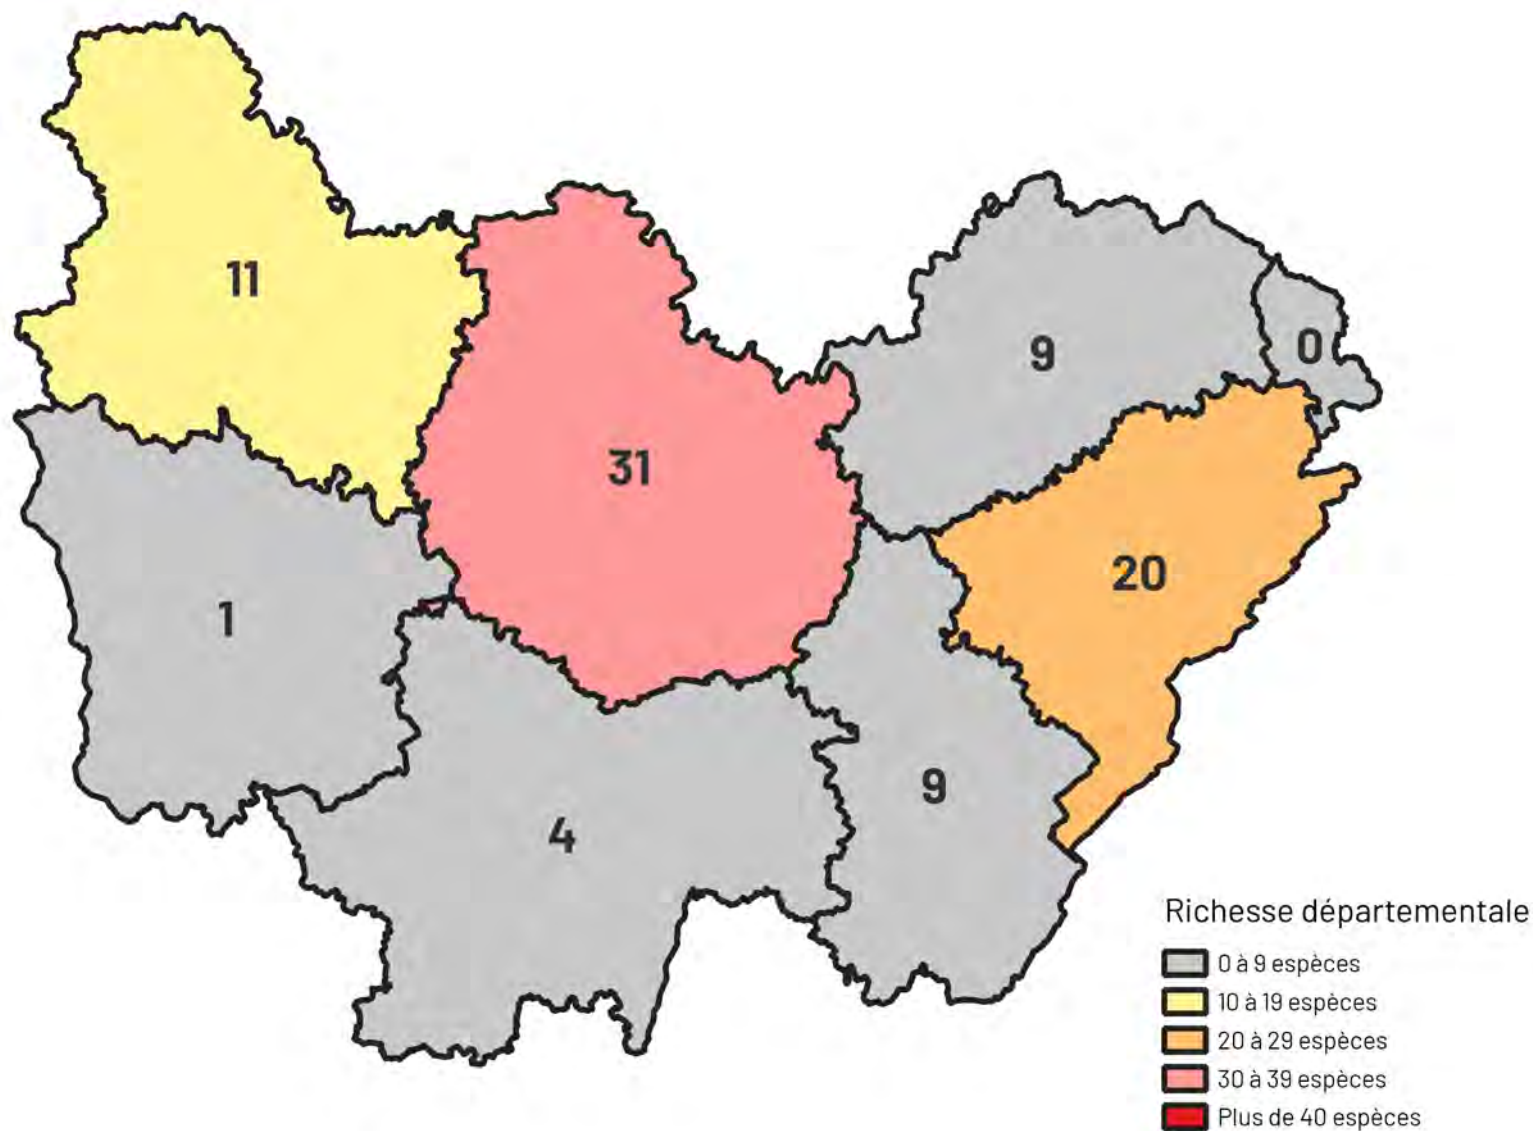 11
9
0
31
20
1
9
4
Richesse départementale
0 à 9 espèces
10 à 19 espèces
20 à 29 espèces
30 à 39 espèces
Plus de 40 espèces